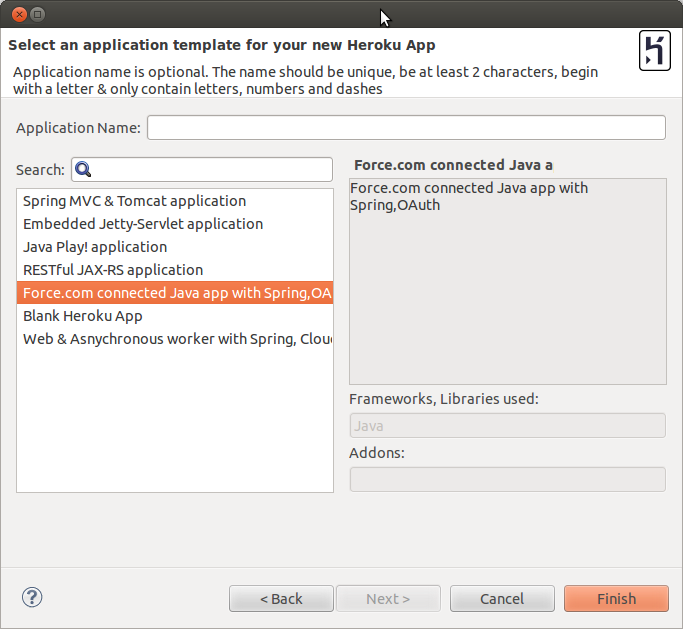 Select an application template for your new Heroku App
Application name is optional. The name should be unique, be at least 2 characters, begin
with a letter & only contain letters, numbers and dashes
Application Name:
Search:
Spring MVC & Tomcat application
Embedded Jetty-Servlet application
Java Play! application
RESTful JAX-RS application
Force.com connected Java app with Spring,OA
Blank Heroku App
Web & Asnychronous worker with Spring, Clou
Force.com connected Java a
Force.com connected Java app with
Spring,OAuth
Frameworks, Libraries used:
Java
Addons:
?
< Back
Next >
Cancel
Finish